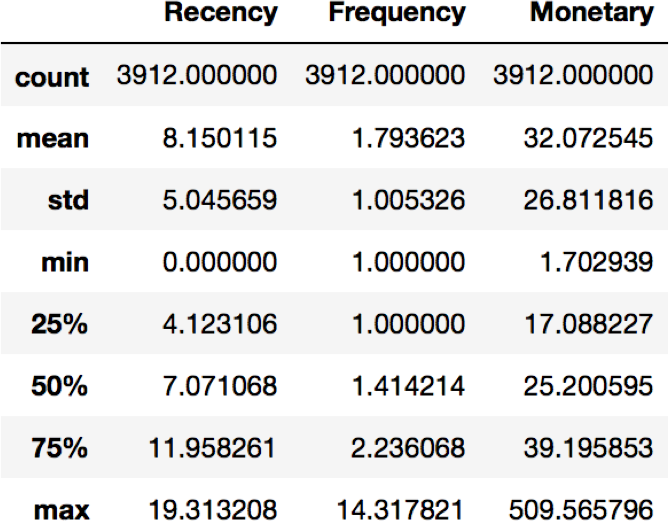 Recency Frequency Monetary
count 3912.000000 3912.000000 3912.000000
mean 8.150115 1.793623 32.072545
std 5.045659 1.005326 26.811816
min 0.000000 1.000000 1.702939
25% 4.123106 1.000000 17.088227
50% 7.071068 1.414214 25.200595
75% 11.958261 2.236068 39.195853
max 19.313208 14.317821 509.565796